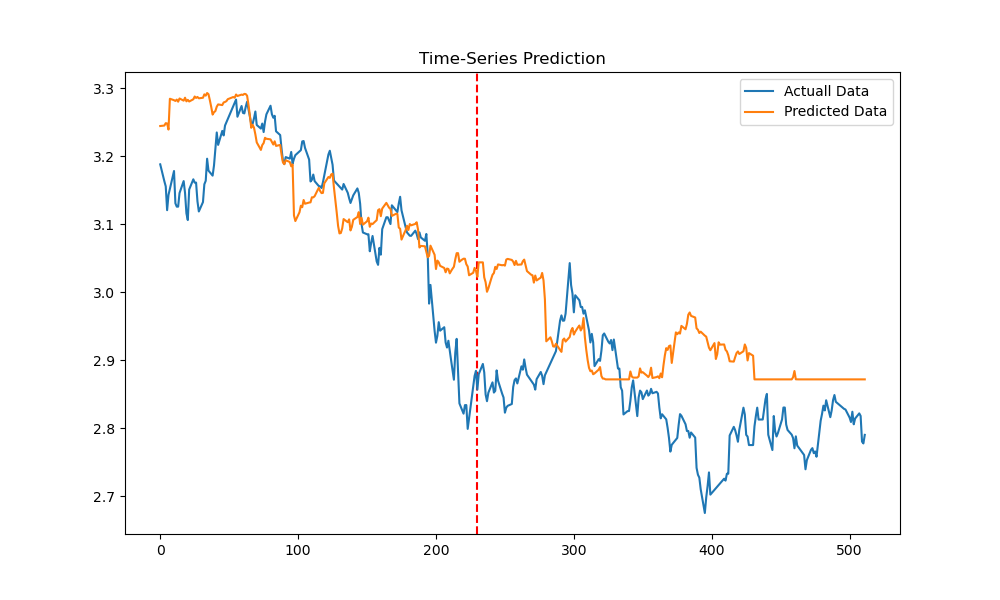 Time-Series Prediction
Actuall Data
Predicted Data
3.3
3.2
3.1
3.0
2.9
2.8
2.7
0 100 200 300 400 500